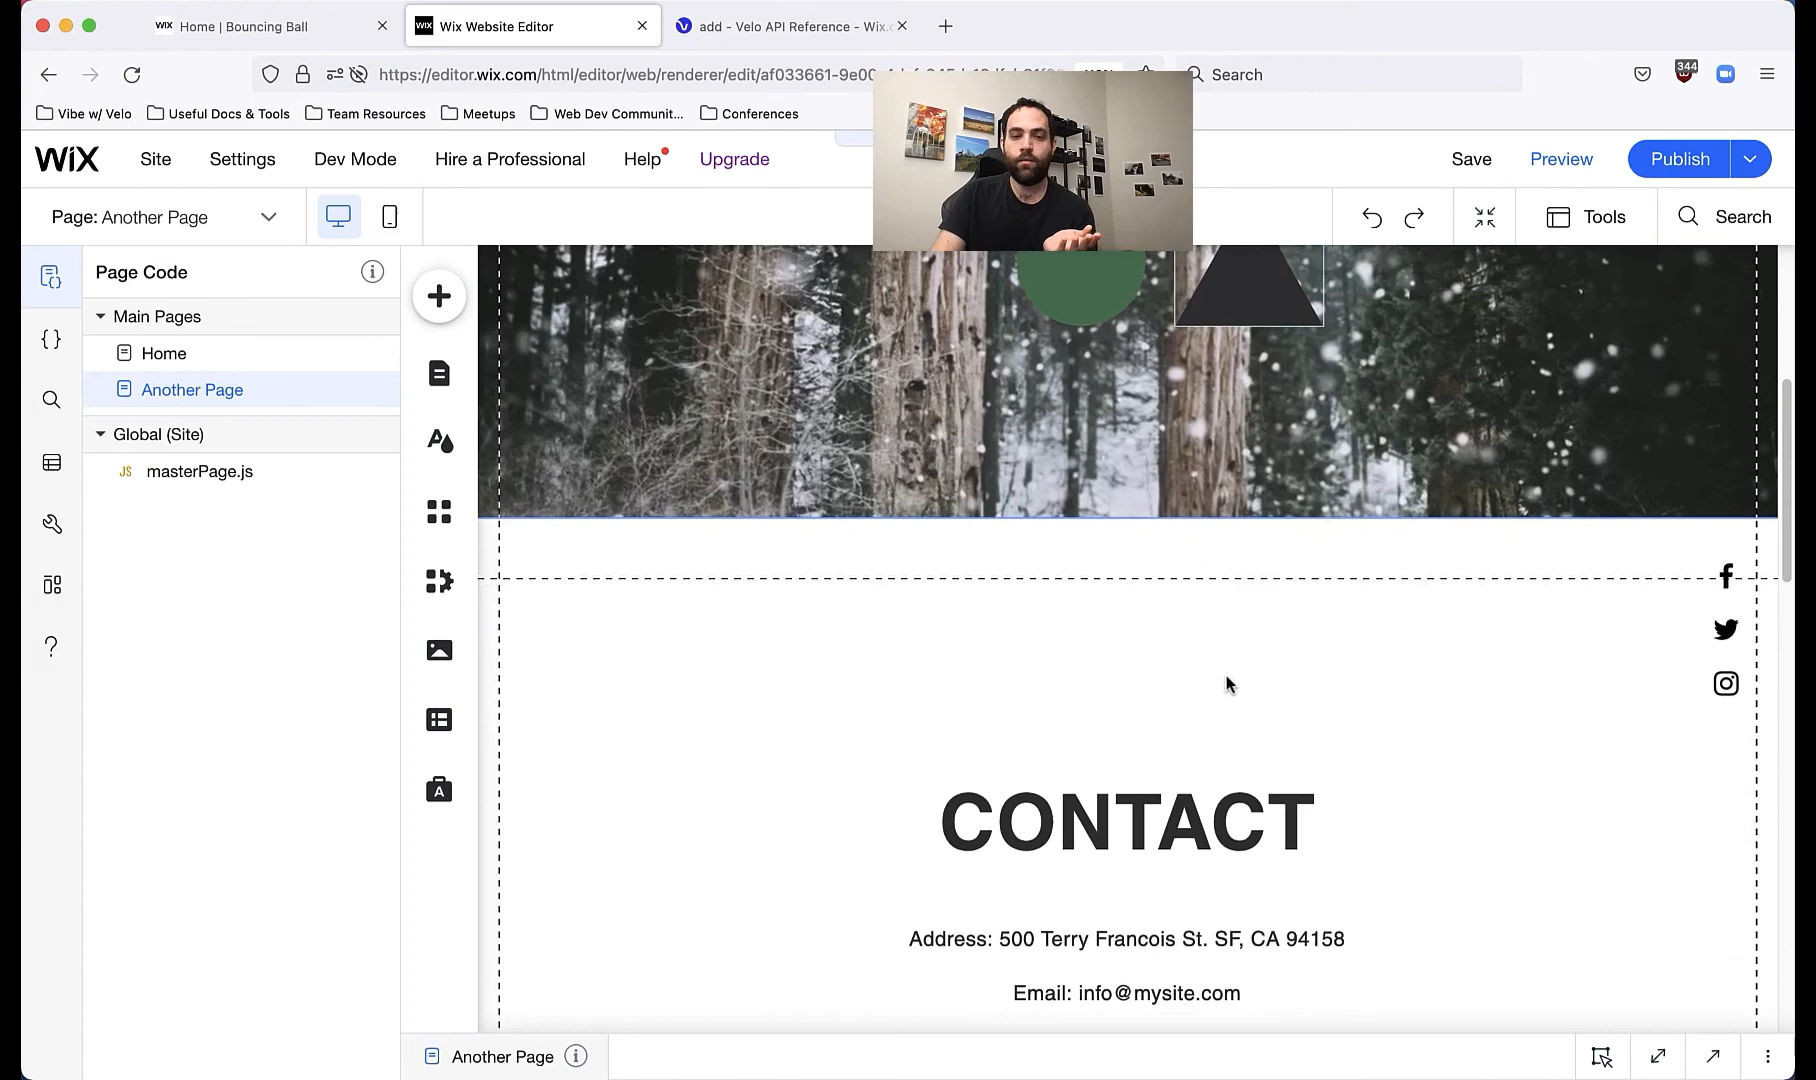 WiX Home | Bouncing Ball
WiX Wix Website Editor
add - Velo API Reference - Wix.c
https://editor.wix.com/html/editor/web/renderer/edit/af033661-9e00
Search
344
Vibe w/ Velo
Useful Docs & Tools
Team Resources
Meetups
Web Dev Communit...
Conferences
WiX
Site
Settings
Dev Mode
Hire a Professional
Help
Upgrade
Save
Preview
Publish
Page: Another Page
Tools
Search
Page Code
Main Pages
Home
Another Page
Global (Site)
JS masterPage.js
CONTACT
Address: 500 Terry Francois St. SF, CA 94158
Email: info@mysite.com
Another Page